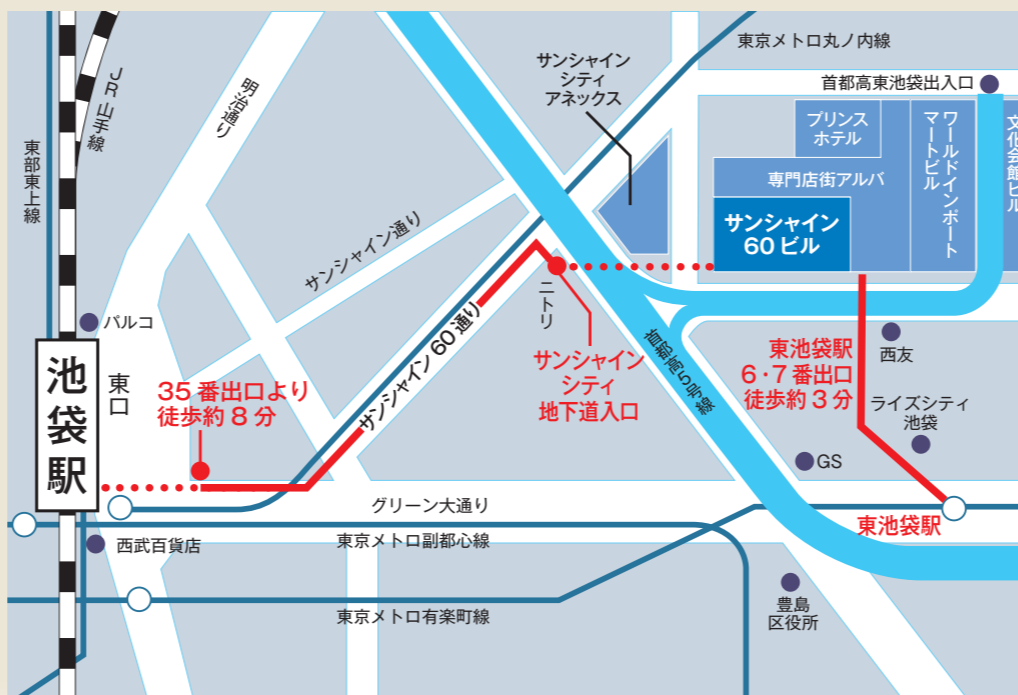 東京メトロ丸ノ内線
サンシャイン
シティ
アネックス
首都高東池袋出入口
JR山手線
明治通り
東部東上線
プリンス
ホテル
ワールドインポート
マートビル
文化会館ビル
専門店街アルパ
サンシャイン
60ビル
サンシャイン通り
ニトリ
パルコ
サンシャイン60通り
首都高5号線
西友
池袋駅
東口
35番出口より
徒歩約8分
サンシャイン
シティ
地下道入口
東池袋駅
6・7番出口
徒歩約3分
ライズシティ
池袋
GS
グリーン大通り
東池袋駅
西武百貨店
東京メトロ副都心線
東京メトロ有楽町線
豊島
区役所